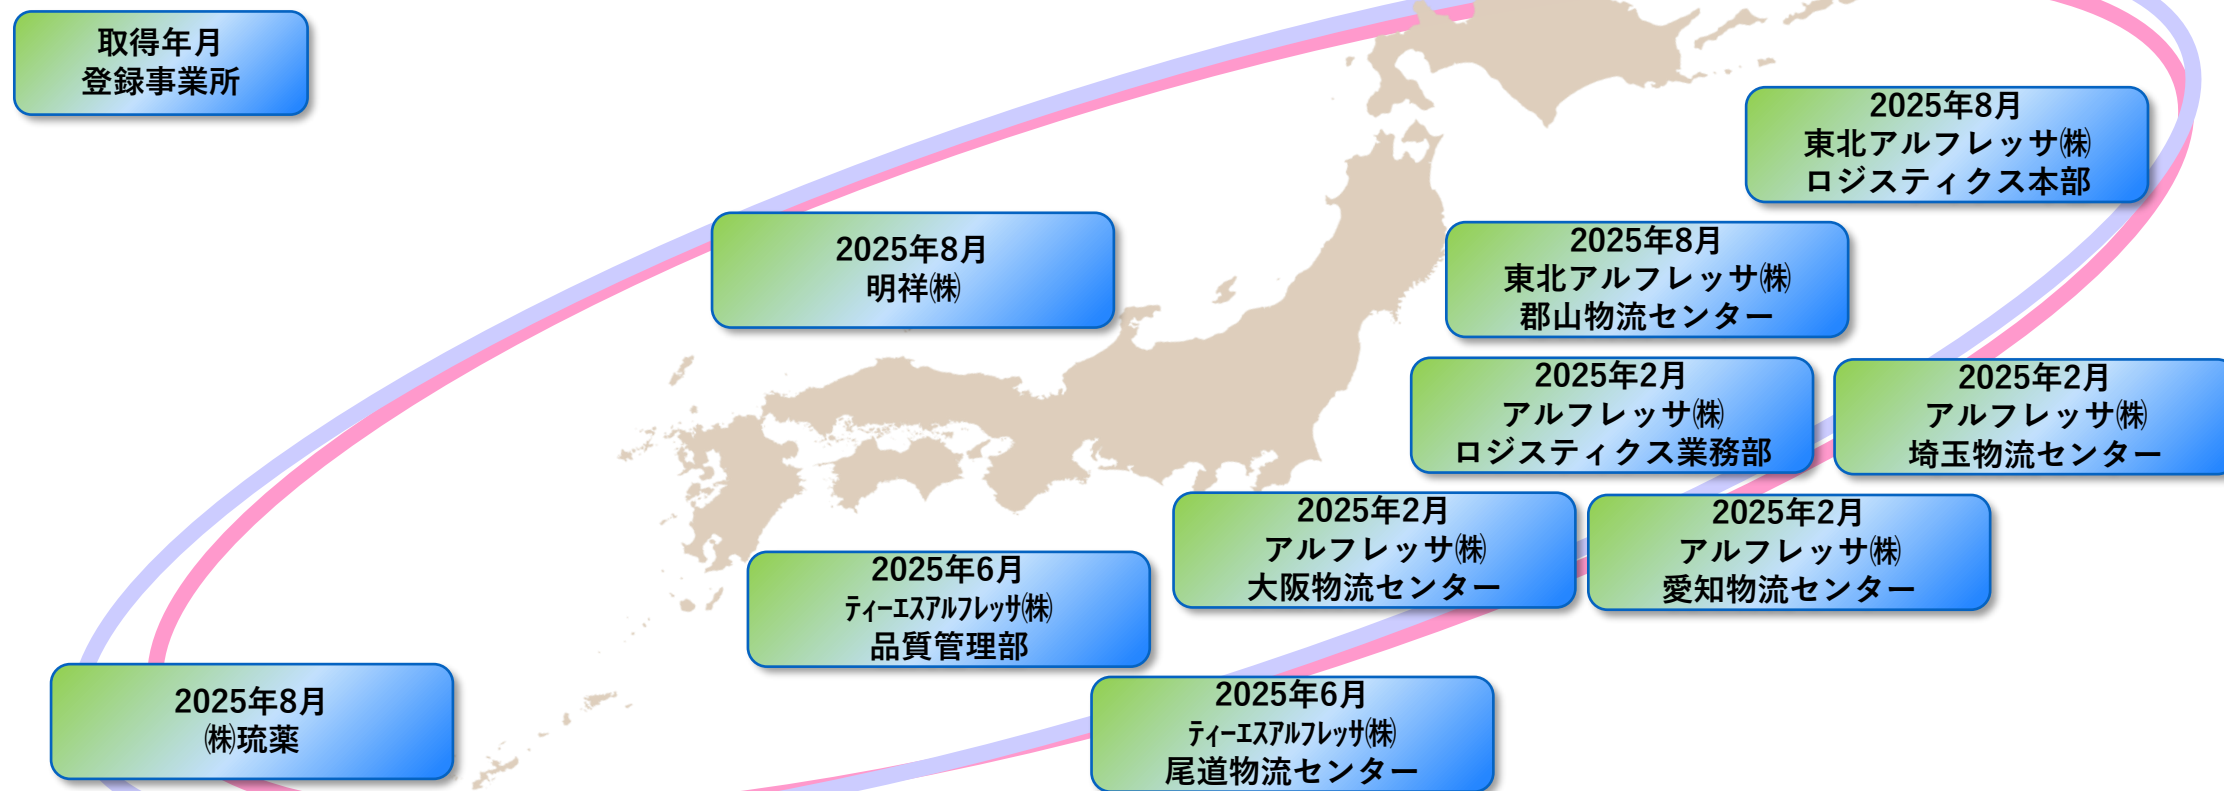 取得年月
登録事業所
2025年8月
東北アルフレッサ㈱
ロジスティクス本部
2025年8月
明祥㈱
2025年8月
東北アルフレッサ㈱
郡山物流センター
2025年2月
アルフレッサ㈱
ロジスティクス業務部
2025年2月
アルフレッサ㈱
埼玉物流センター
2025年2月
アルフレッサ㈱
大阪物流センター
2025年2月
アルフレッサ㈱
愛知物流センター
2025年6月
ティーエスアルフレッサ㈱
品質管理部
2025年8月
㈱琉薬
2025年6月
ティーエスアルフレッサ㈱
尾道物流センター